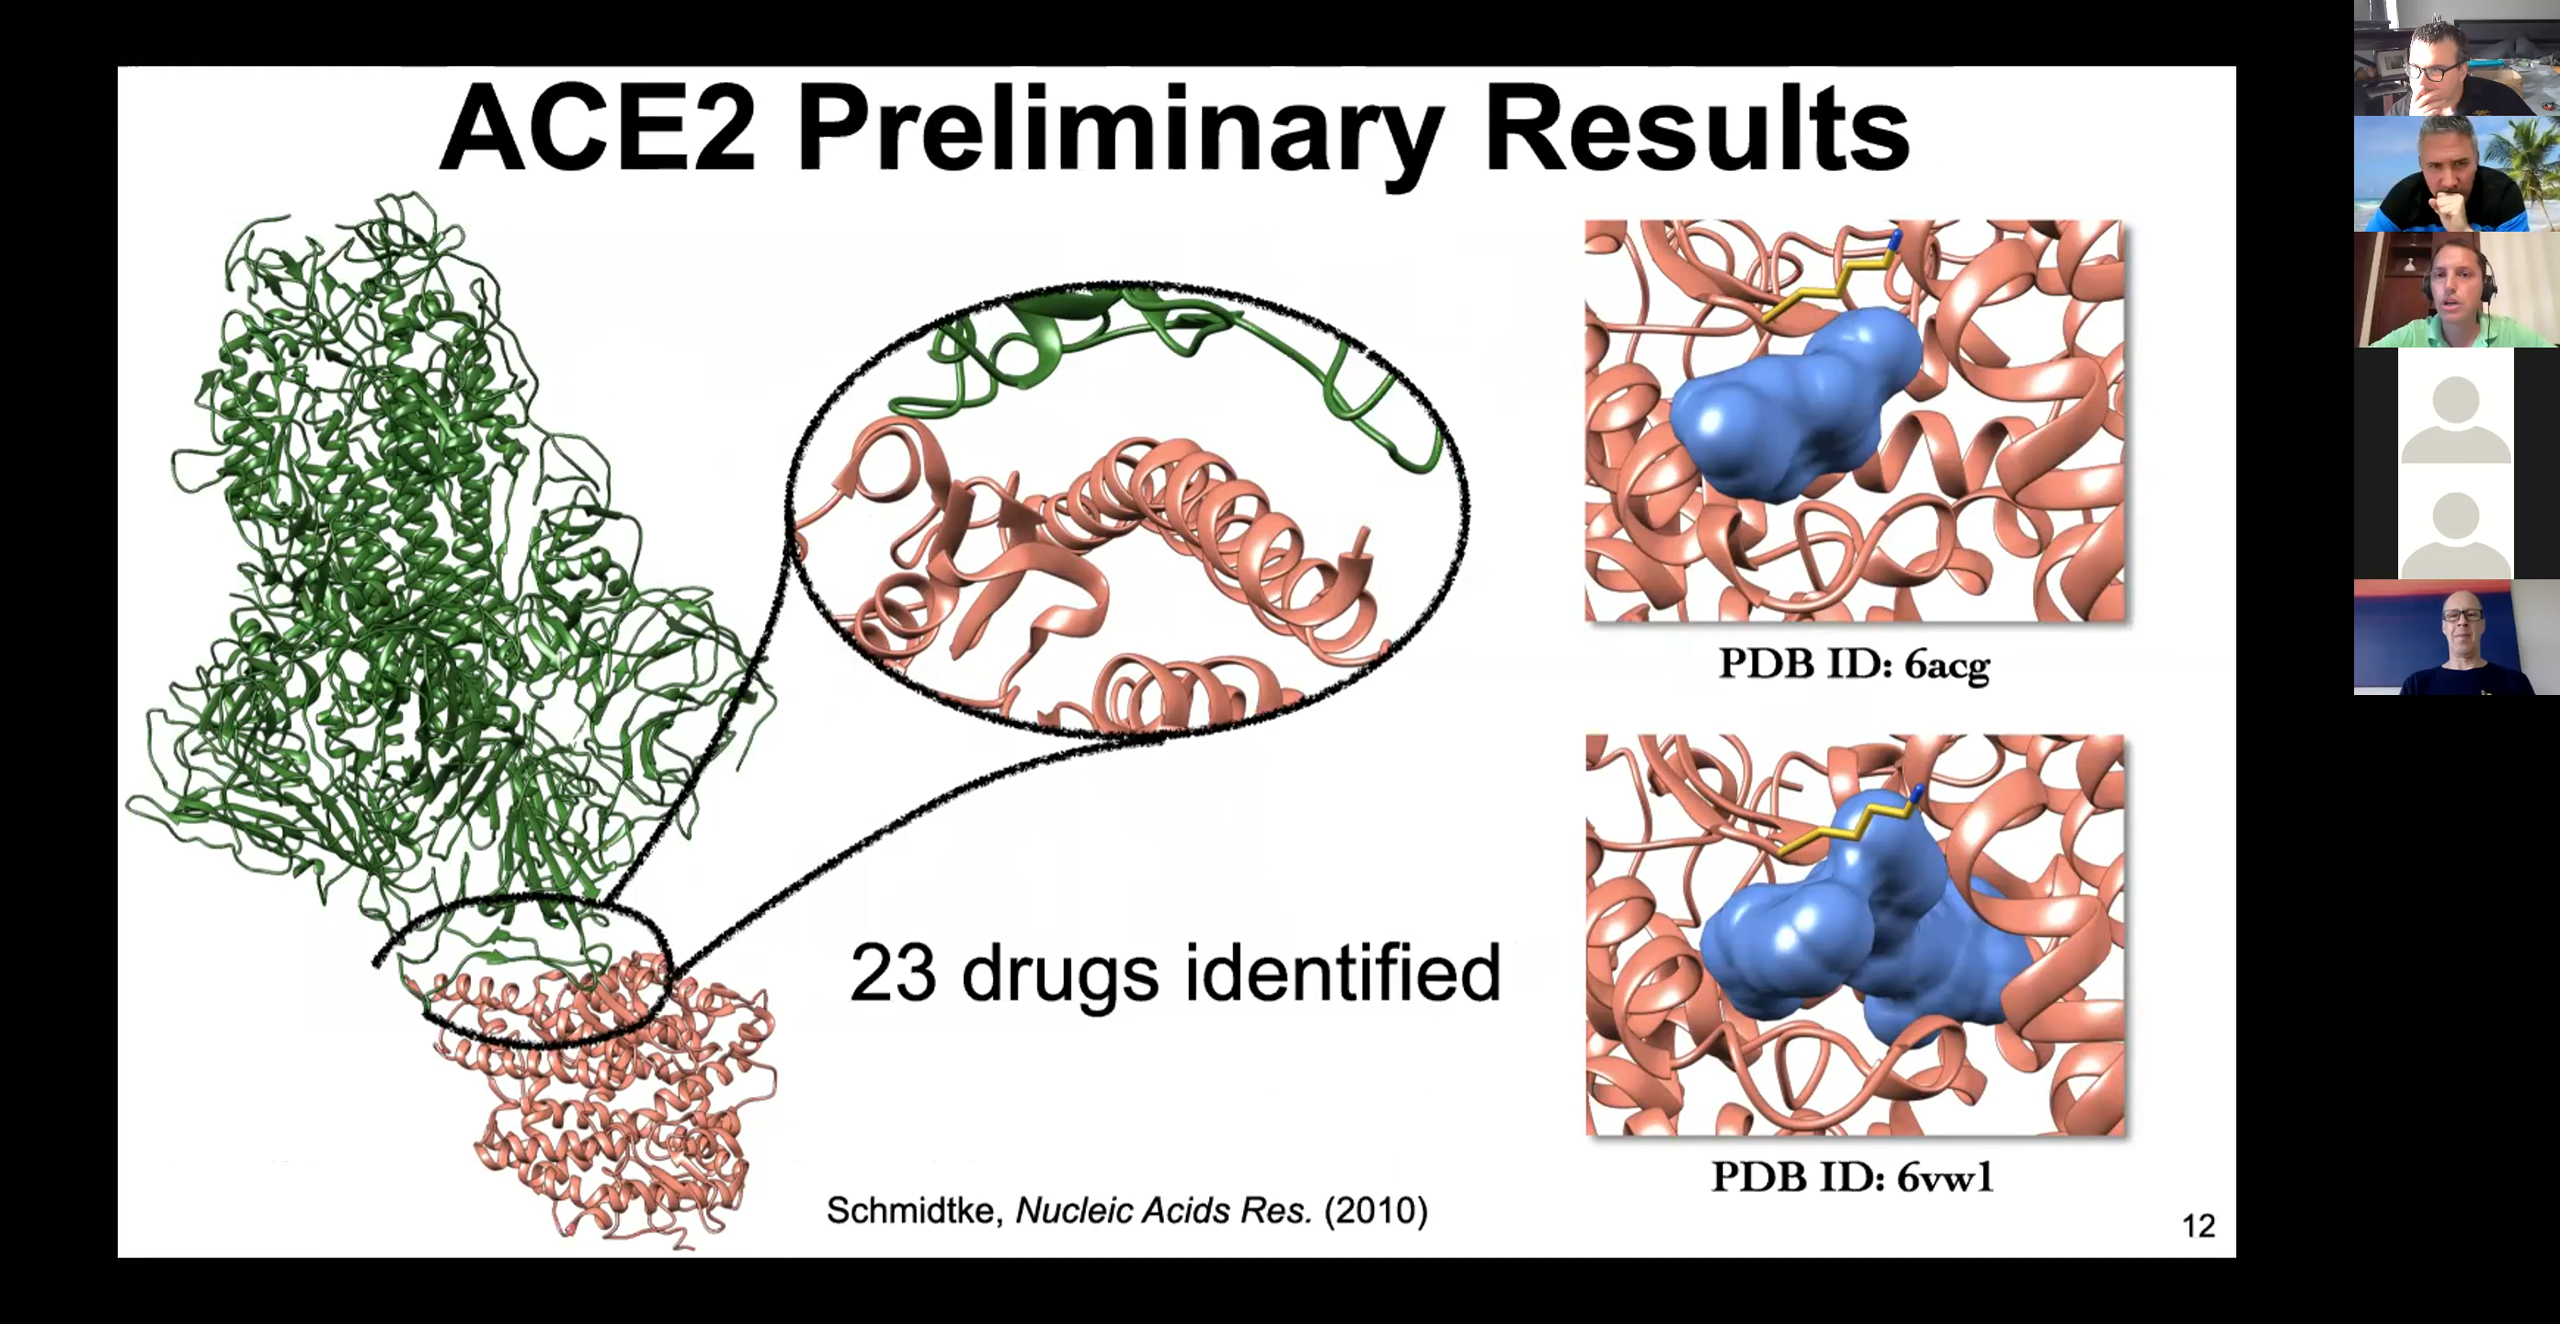 ACE2 Preliminary Results
PDB ID: 6acg
23 drugs identified
PDB ID: 6vw1
Schmidtke, Nucleic Acids Res. (2010)
12